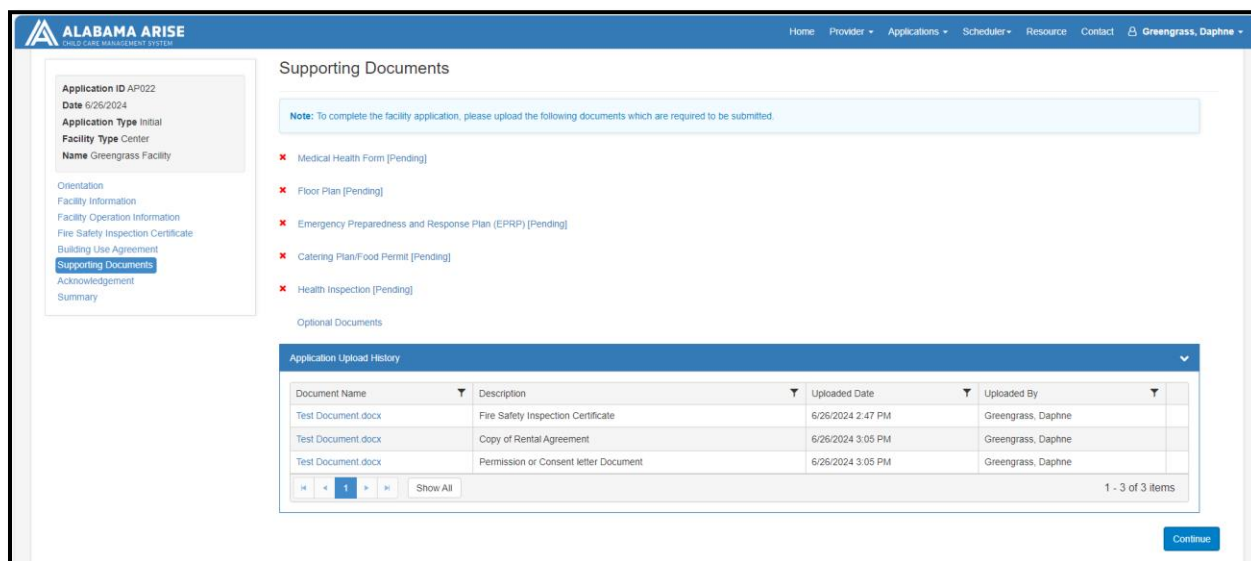 ALABAMA ARISE
CHILD CARE MANAGEMENT SYSTEM
Home Provider Applications Scheduler Resource Contact Greengrass, Daphne
Application ID AP022
Date 6/26/2024
Application Type Initial
Facility Type Center
Name Greengrass Facility
Orientation
Facility Information
Facility Operation Information
Fire Safety Inspection Certificate
Building Use Agreement
Supporting Documents
Acknowledgement
Summary
Supporting Documents
Note: To complete the facility application, please upload the following documents which are required to be submitted.
Medical Health Form [Pending]
Floor Plan [Pending]
Emergency Preparedness and Response Plan (EPRP) [Pending]
Catering Plan/Food Permit [Pending]
Health Inspection [Pending]
Optional Documents
Application Upload History
Document Name Description Uploaded Date Uploaded By
Test Document.docx Fire Safety Inspection Certificate 6/26/2024 2:47 PM Greengrass, Daphne
Test Document.docx Copy of Rental Agreement 6/26/2024 3:05 PM Greengrass, Daphne
Test Document.docx Permission or Consent letter Document 6/26/2024 3:05 PM Greengrass, Daphne
1 Show All 1 - 3 of 3 items
Continue